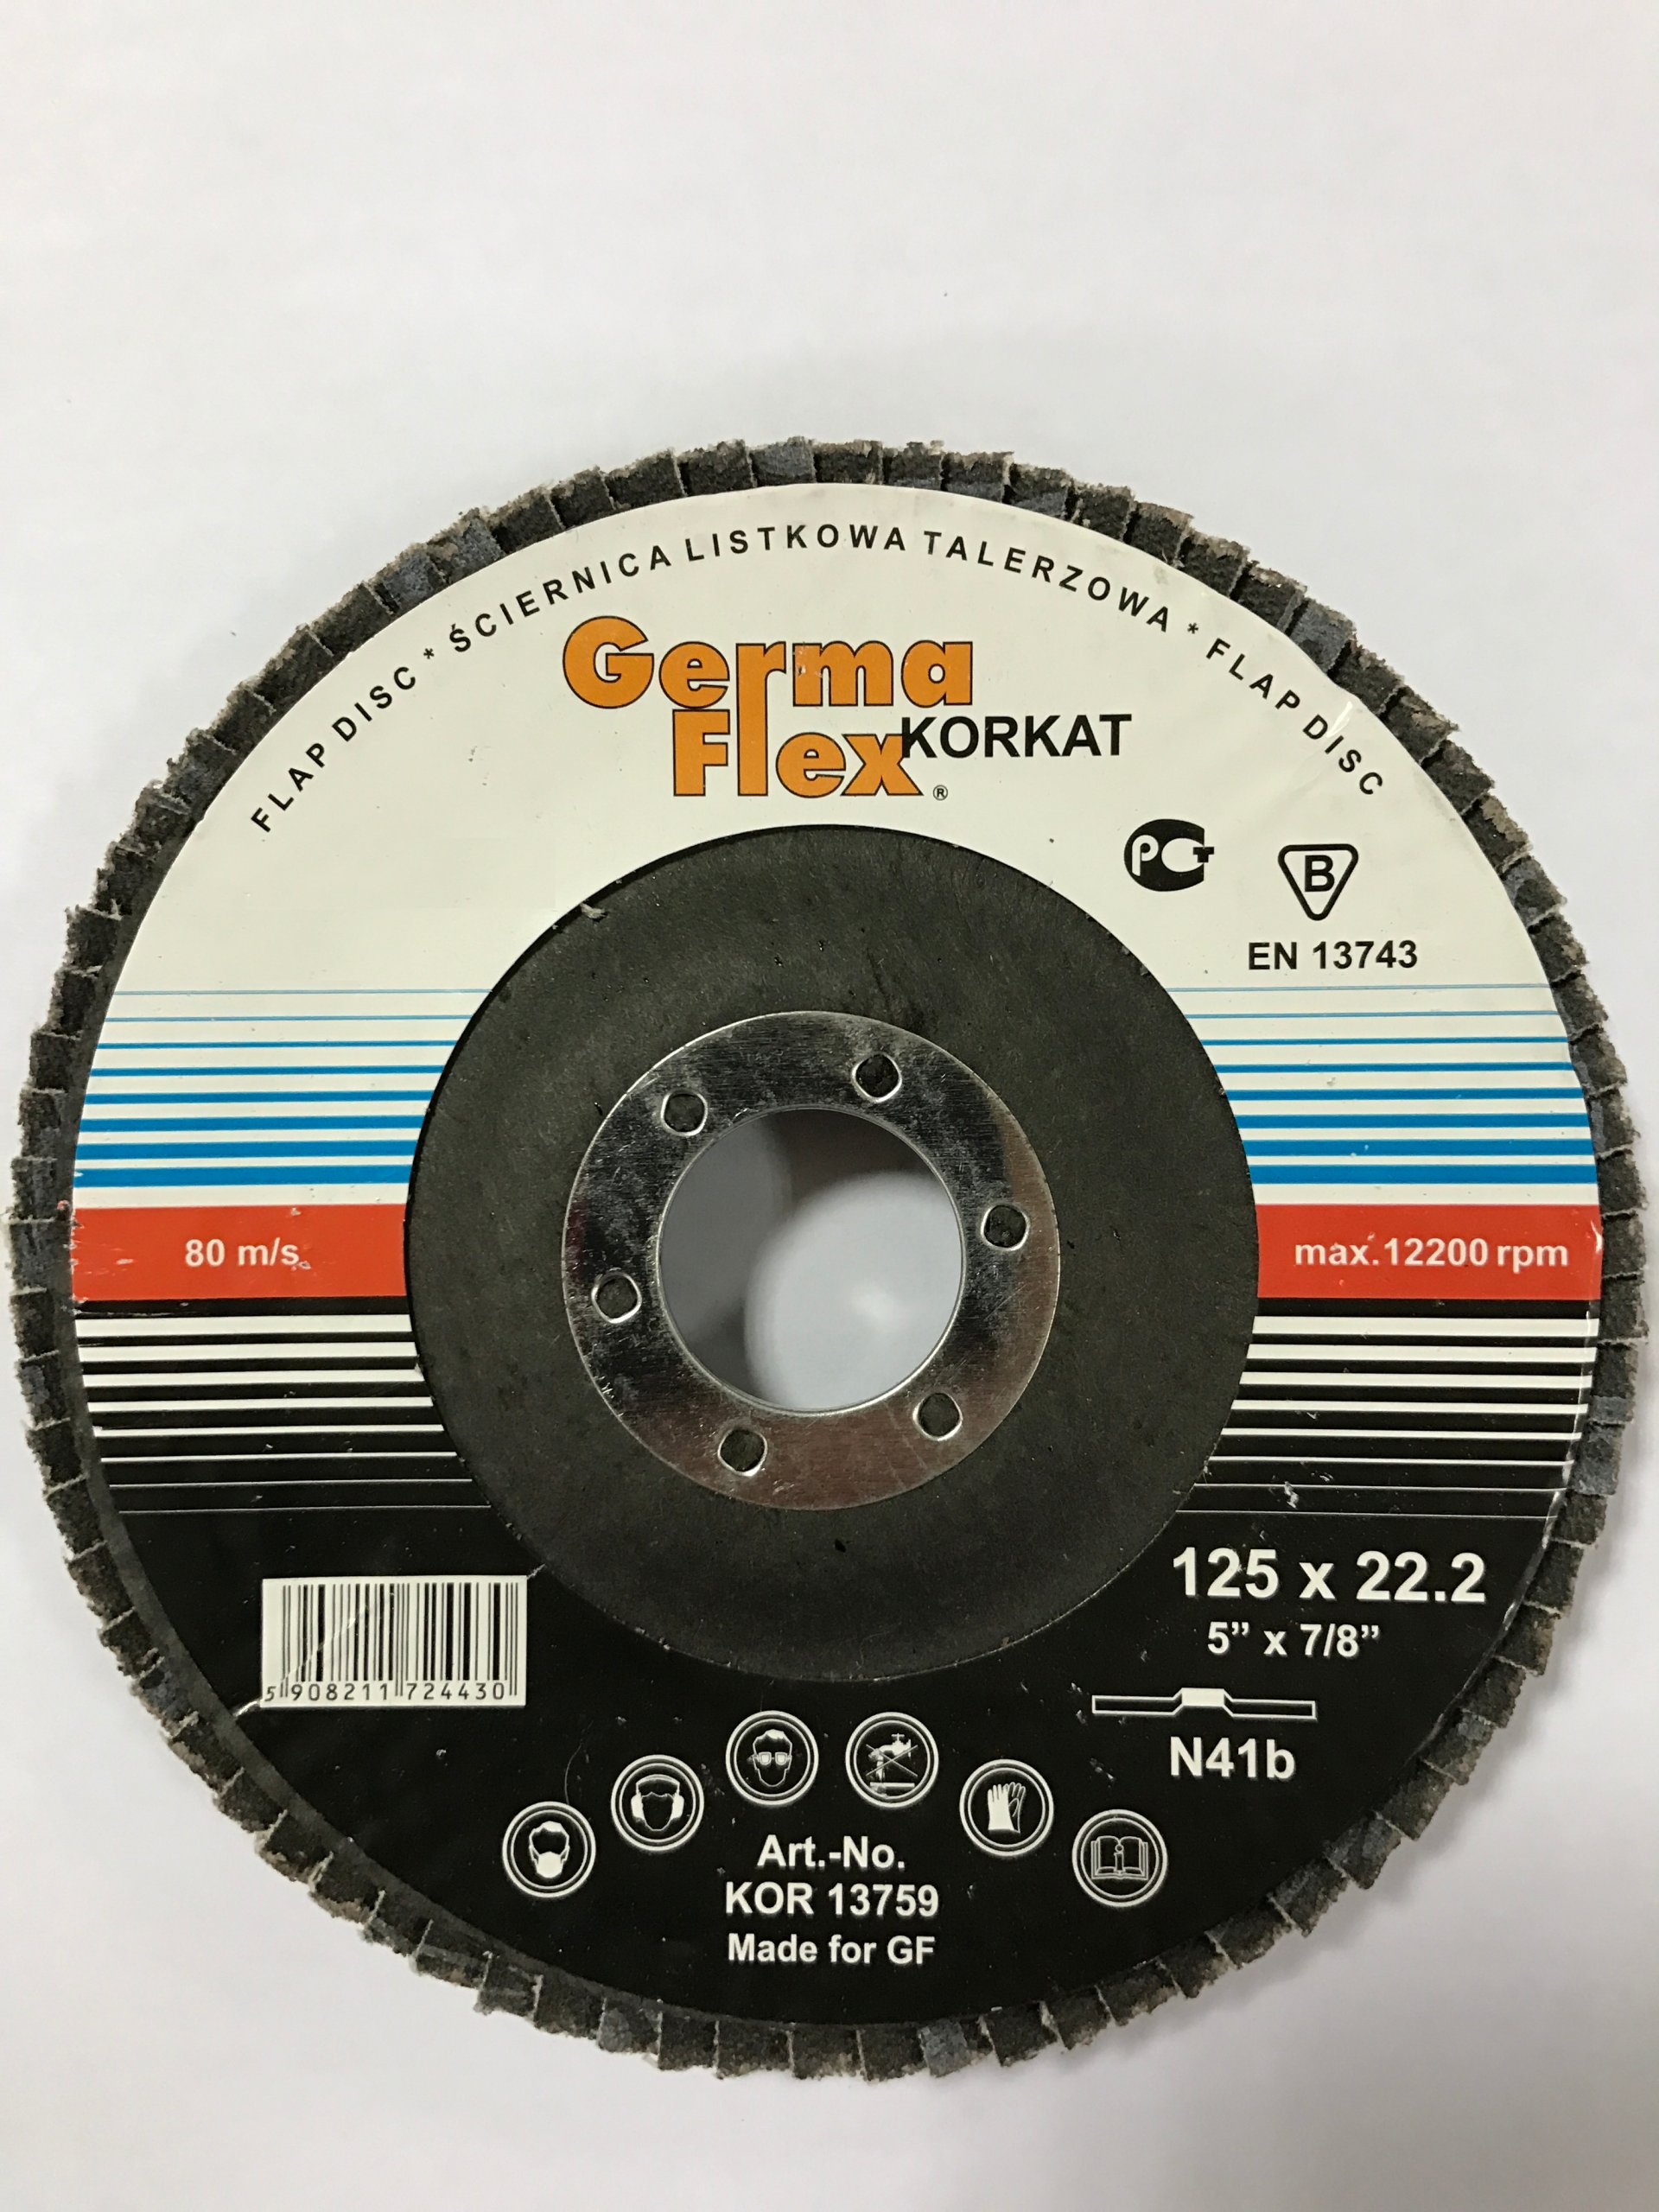 FLAP DISC * ŚCIERNICA LISTKOWA TALERZOWA * FLAP DISC
Germa
Flex
KORKAT
®
PCT
B
EN 13743
80 m/s
max. 12200 rpm
125 x 22.2
5” x 7/8”
N41b
5 908211 724430
Art.-No.
KOR 13759
Made for GF